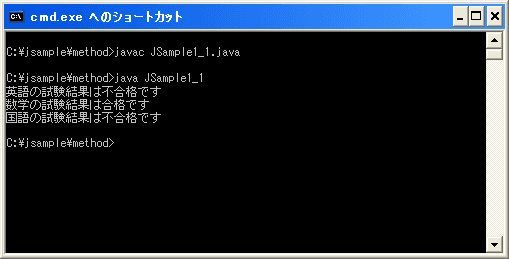 cmd.exe へのショートカット
C:¥jsample¥method>javac JSample1_1.java
C:¥jsample¥method>java JSample1_1
英語の試験結果は不合格です
数学の試験結果は合格です
国語の試験結果は不合格です
C:¥jsample¥method>